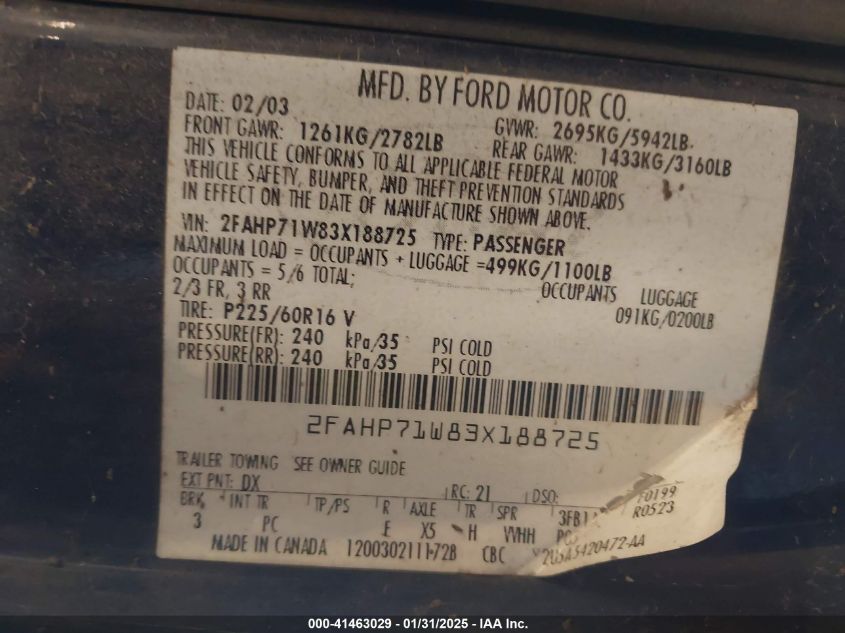 MFD. BY FORD MOTOR CO.
DATE: 02/03 GVWR: 2695KG/5942LB
FRONT GAWR: 1261KG/2782LB REAR GAWR: 1433KG/3160LB
THIS VEHICLE CONFORMS TO ALL APPLICABLE FEDERAL MOTOR
VEHICLE SAFETY, BUMPER, AND THEFT PREVENTION STANDARDS
IN EFFECT ON THE DATE OF MANUFACTURE SHOWN ABOVE.
VIN: 2FAHP71W83X188725 TYPE: PASSENGER
MAXIMUM LOAD = OCCUPANTS + LUGGAGE =499KG/1100LB
OCCUPANTS = 5/6 TOTAL; OCCUPANTS LUGGAGE
2/3 FR, 3 RR 091KG/0200LB
TIRE: P225/60R16 V
PRESSURE(FR): 240 kPa/35 PSI COLD
PRESSURE(RR): 240 kPa/35 PSI COLD
2FAHP71W83X188725
TRAILER TOWING SEE OWNER GUIDE
EXT PNT: DX RC: 21 DSO: F0199
BRK INT TR TP/PS R AXLE TR SPR R0523
3 PC E X5 H VVHH
MADE IN CANADA 120030211172B CBC
000-41463029 - 01/31/2025 - IAA Inc.